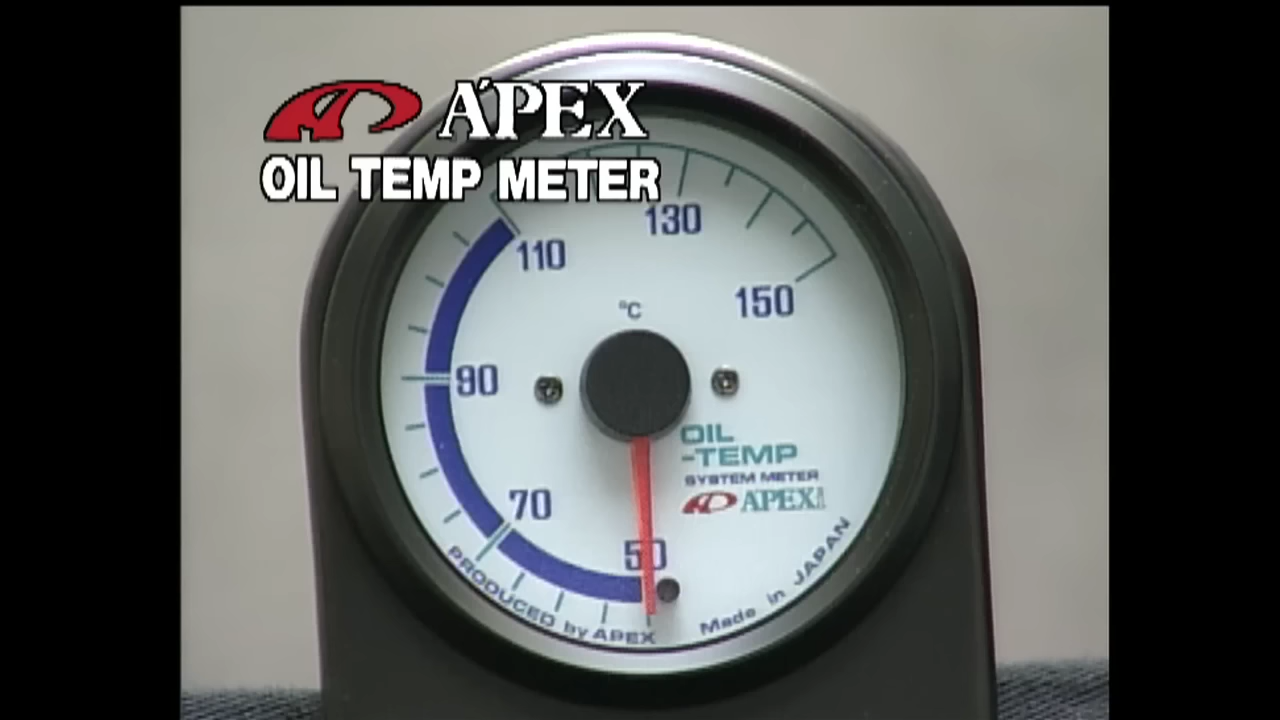 A'PEX
OIL TEMP METER
130
110
150
°C
90
OIL
-TEMP
SYSTEM METER
APEX
70
50
PRODUCED by APEX
Made in JAPAN